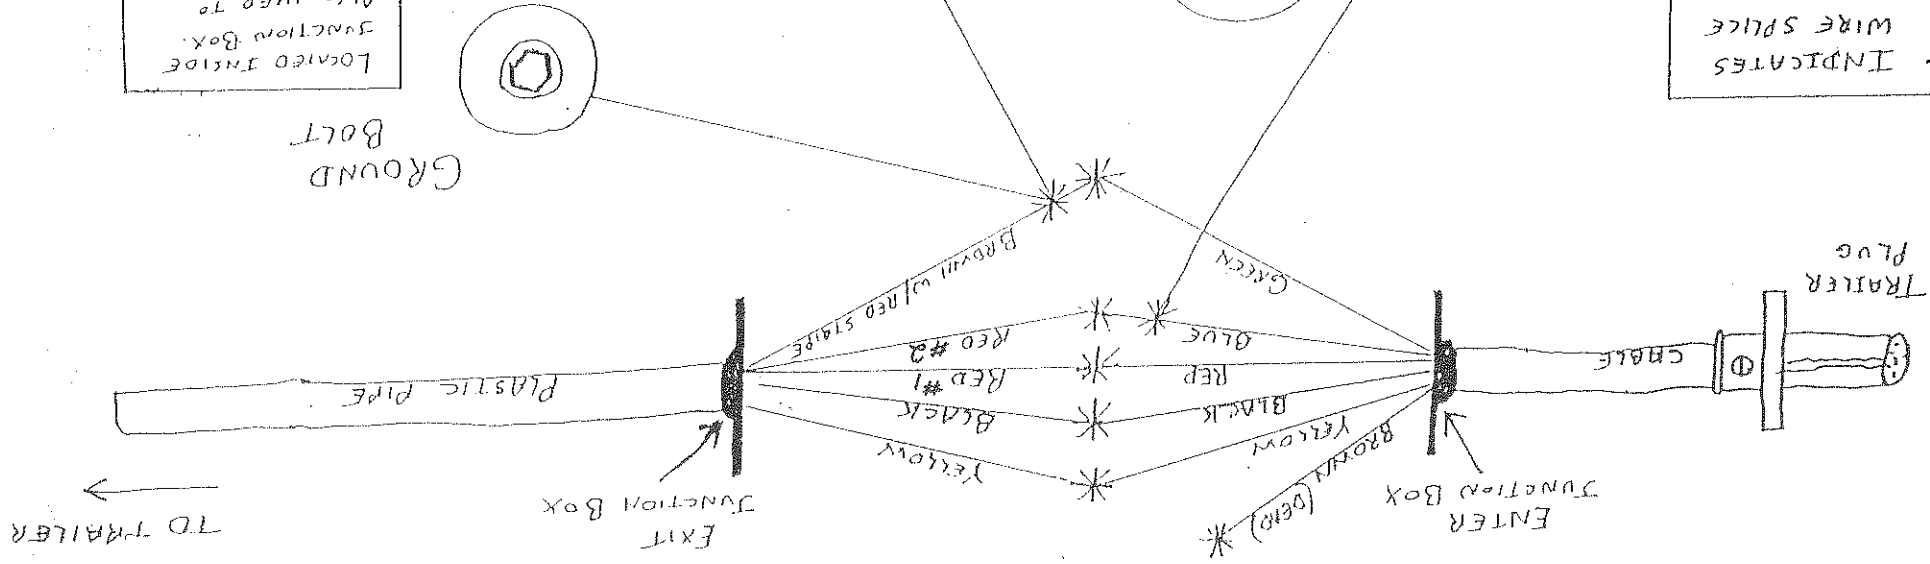 TO TRAILER
EXIT
JUNCTION BOX
ENTER
JUNCTION BOX
BROWN (DEAD)
YELLOW
YELLOW
BLACK
BLACK
RED
RED #1
BLUE
RED #2
GREEN
BROWN W/RED STRIPE
CABLE
PLASTIC PIPE
TRAILER
PLUG
GROUND
BOLT
INDICATES
WIRE SPLICE
LOCATED INSIDE
JUNCTION BOX.
ALSO USED TO